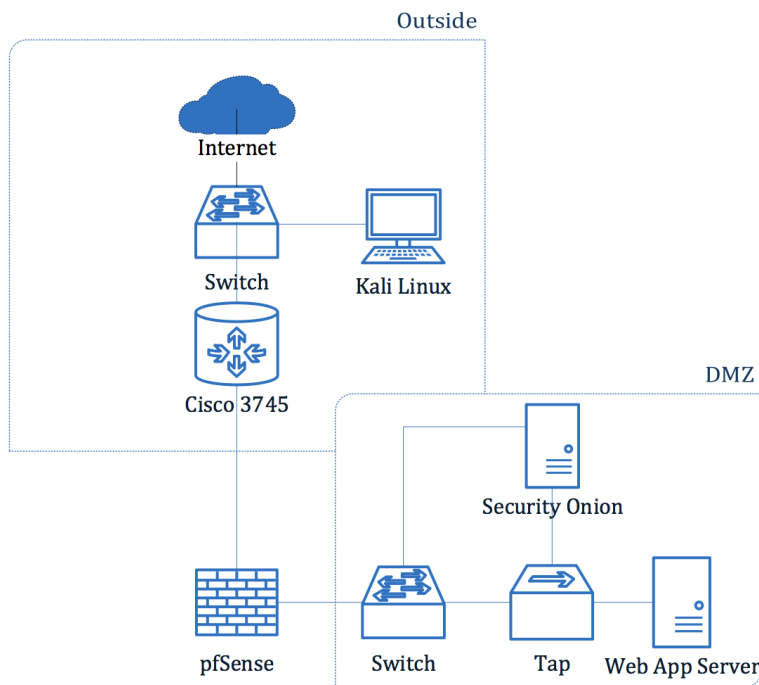 Outside
Internet
Switch
Kali Linux
Cisco 3745
DMZ
Security Onion
pfSense
Switch
Tap
Web App Server